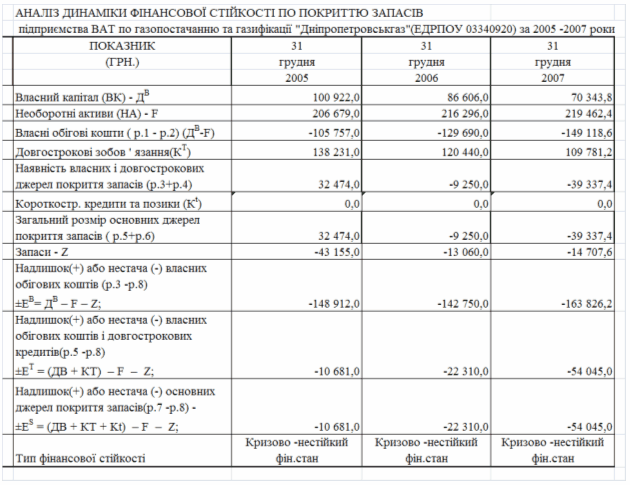 АНАЛІЗ ДИНАМІКИ ФІНАНСОВОЇ СТІЙКОСТІ ПО ПОКРИТТЮ ЗАПАСІВ
підприємства ВАТ по газопостачанню та газифікації "Дніпропетровськгаз"(ЕДРПОУ 03340920) за 2005 -2007 роки
ПОКАЗНИК 31 31 31
(ГРН.) грудня грудня грудня
2005 2006 2007
Власний капітал (ВК) - Д^В 100 922,0 86 606,0 70 343,8
Необоротні активи (НА) - F 206 679,0 216 296,0 219 462,4
Власні обігові кошти ( р.1 - р.2) (Д^В-F) -105 757,0 -129 690,0 -149 118,6
Довгострокові зобов ' язання(К^Т) 138 231,0 120 440,0 109 781,2
Наявність власних і довгострокових
джерел покриття запасів (р.3+р.4) 32 474,0 -9 250,0 -39 337,4
Короткостр. кредити та позики (К^t) 0,0 0,0 0,0
Загальний розмір основних джерел
покриття запасів ( р.5+р.6) 32 474,0 -9 250,0 -39 337,4
Запаси - Z -43 155,0 -13 060,0 -14 707,6
Надлишок(+) або нестача (-) власних
обігових коштів (р.3 -р.8)
±Е^В= Д^В – F – Z; -148 912,0 -142 750,0 -163 826,2
Надлишок(+) або нестача (-) власних
обігових коштів і довгострокових
кредитів(р.5 -р.8)
±Е^Т = (ДВ + КТ) – F – Z; -10 681,0 -22 310,0 -54 045,0
Надлишок(+) або нестача (-) основних
джерел покриття запасів(р.7 -р.8) -
±Е^S = (ДВ + КТ + Kt) – F – Z; -10 681,0 -22 310,0 -54 045,0
Кризово -нестійкий Кризово -нестійкий Кризово -нестійкий
Тип фінансової стійкості фін.стан фін.стан фін.стан